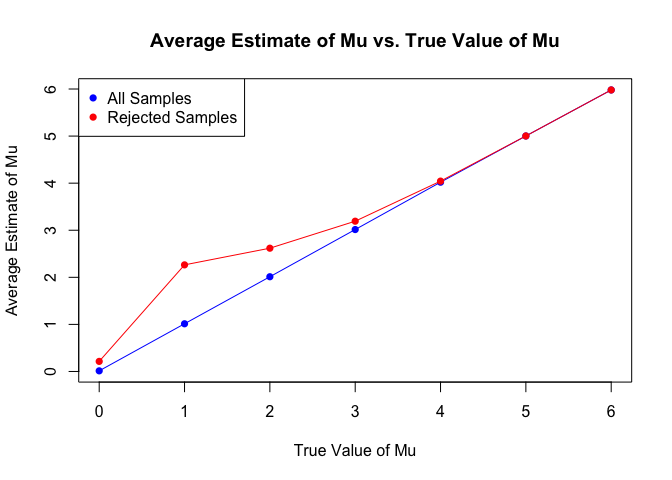 Average Estimate of Mu vs. True Value of Mu
All Samples
Rejected Samples
Average Estimate of Mu
6
5
4
3
2
1
0
0 1 2 3 4 5 6
True Value of Mu